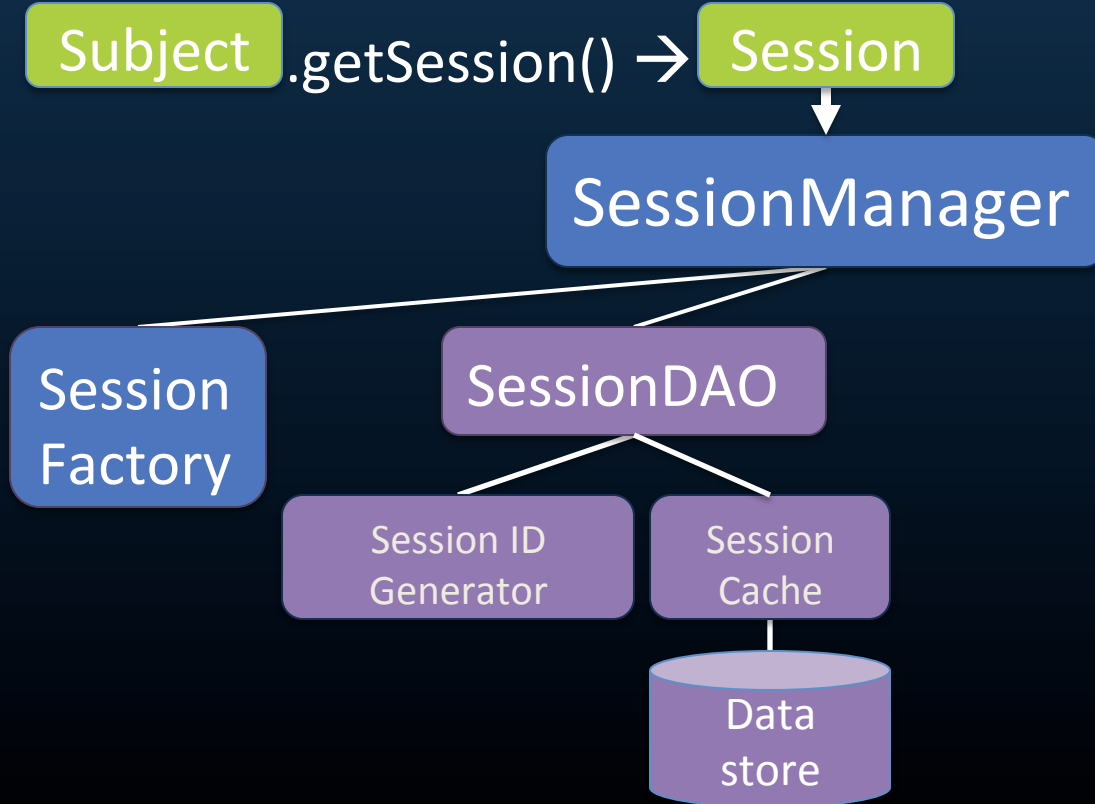 Subject .getSession() → Session
SessionManager
Session
Factory
SessionDAO
Session ID
Generator
Session
Cache
Data
store